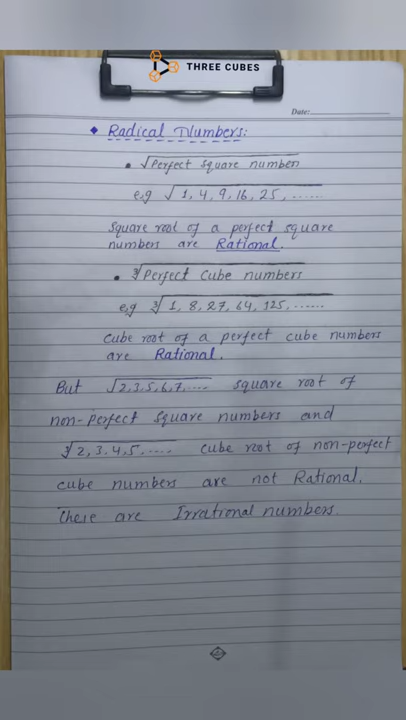 THREE CUBES
Date:
◆ Radical Numbers:
• √Perfect square number
e.g √1, 4, 9, 16, 25, ......
Square root of a perfect square
numbers are Rational.
• ∛Perfect Cube numbers
e.g ∛1, 8, 27, 64, 125, ......
Cube root of a perfect cube numbers
are Rational.
But √2,3,5,6,7,.... square root of
non-perfect square numbers and
∛2, 3. 4, 5, ..... cube root of non-perfect
cube numbers are not Rational.
These are Irrational numbers.